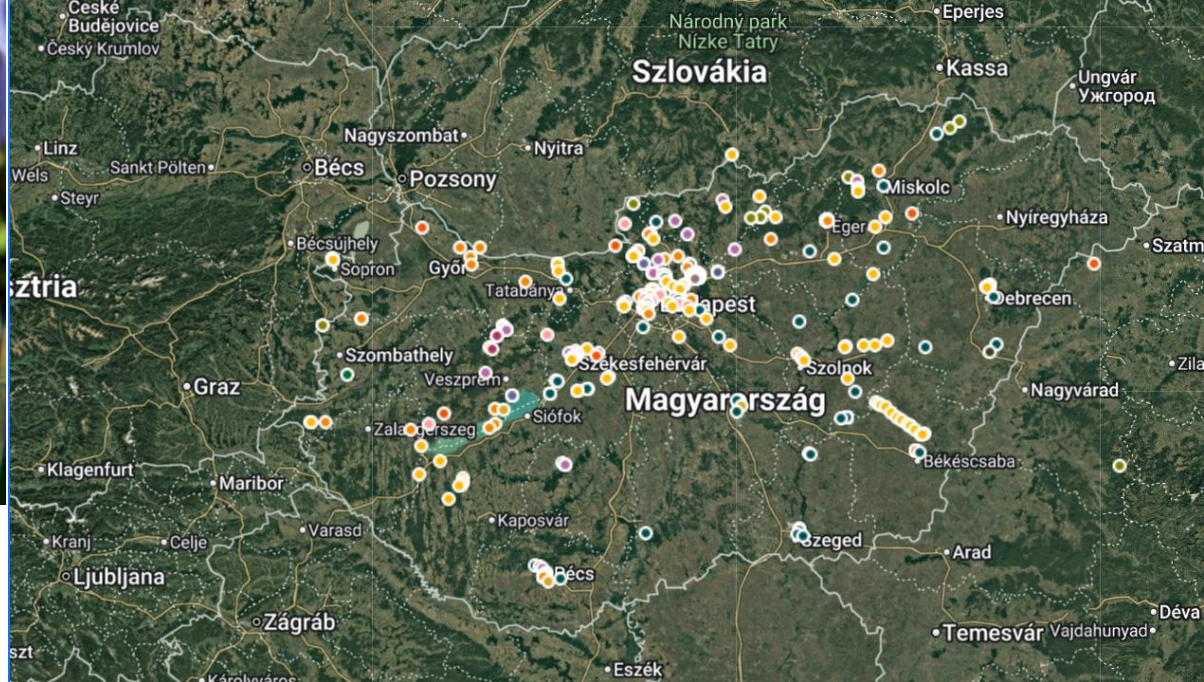 České
Budějovice
Český Krumlov
Národný park
Nízke Tatry
Eperjes
Szlovákia
Kassa
Ungvár
Ужгород
Linz
Wels
Sankt Pölten
Bécs
Nagyszombat
Nyitra
Pozsony
Steyr
Miskolc
Nyíregyháza
Eger
Szatm
Bécsújhely
Sopron
Győr
sztria
Tatabánya
Debrecen
Szombathely
Székesfehérvár
Szolnok
Zila
Graz
Veszprém
Magyarország
Nagyvárad
Siófok
Klagenfurt
Maribor
Békéscsaba
Varasd
Kaposvár
Kranj
Celje
Szeged
Arad
Ljubljana
Pécs
Zágráb
Déva
Temesvár
Vajdahunyad
szt
Eszék
Károlyváros